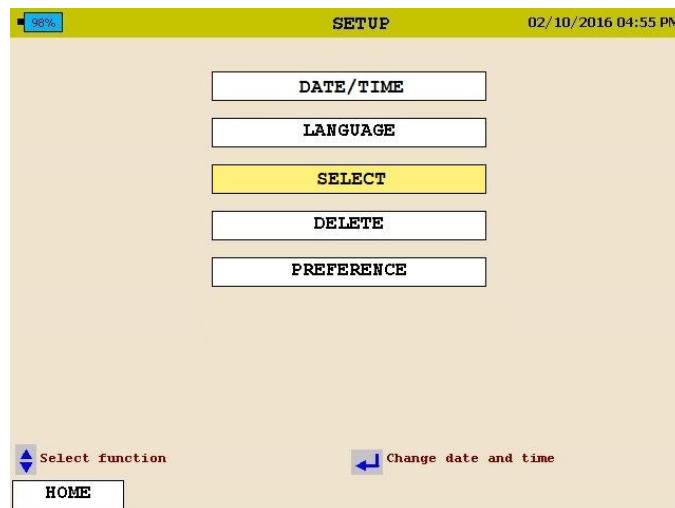 98% SETUP 02/10/2016 04:55 PM
DATE/TIME
LANGUAGE
SELECT
DELETE
PREFERENCE
Select function Change date and time
HOME